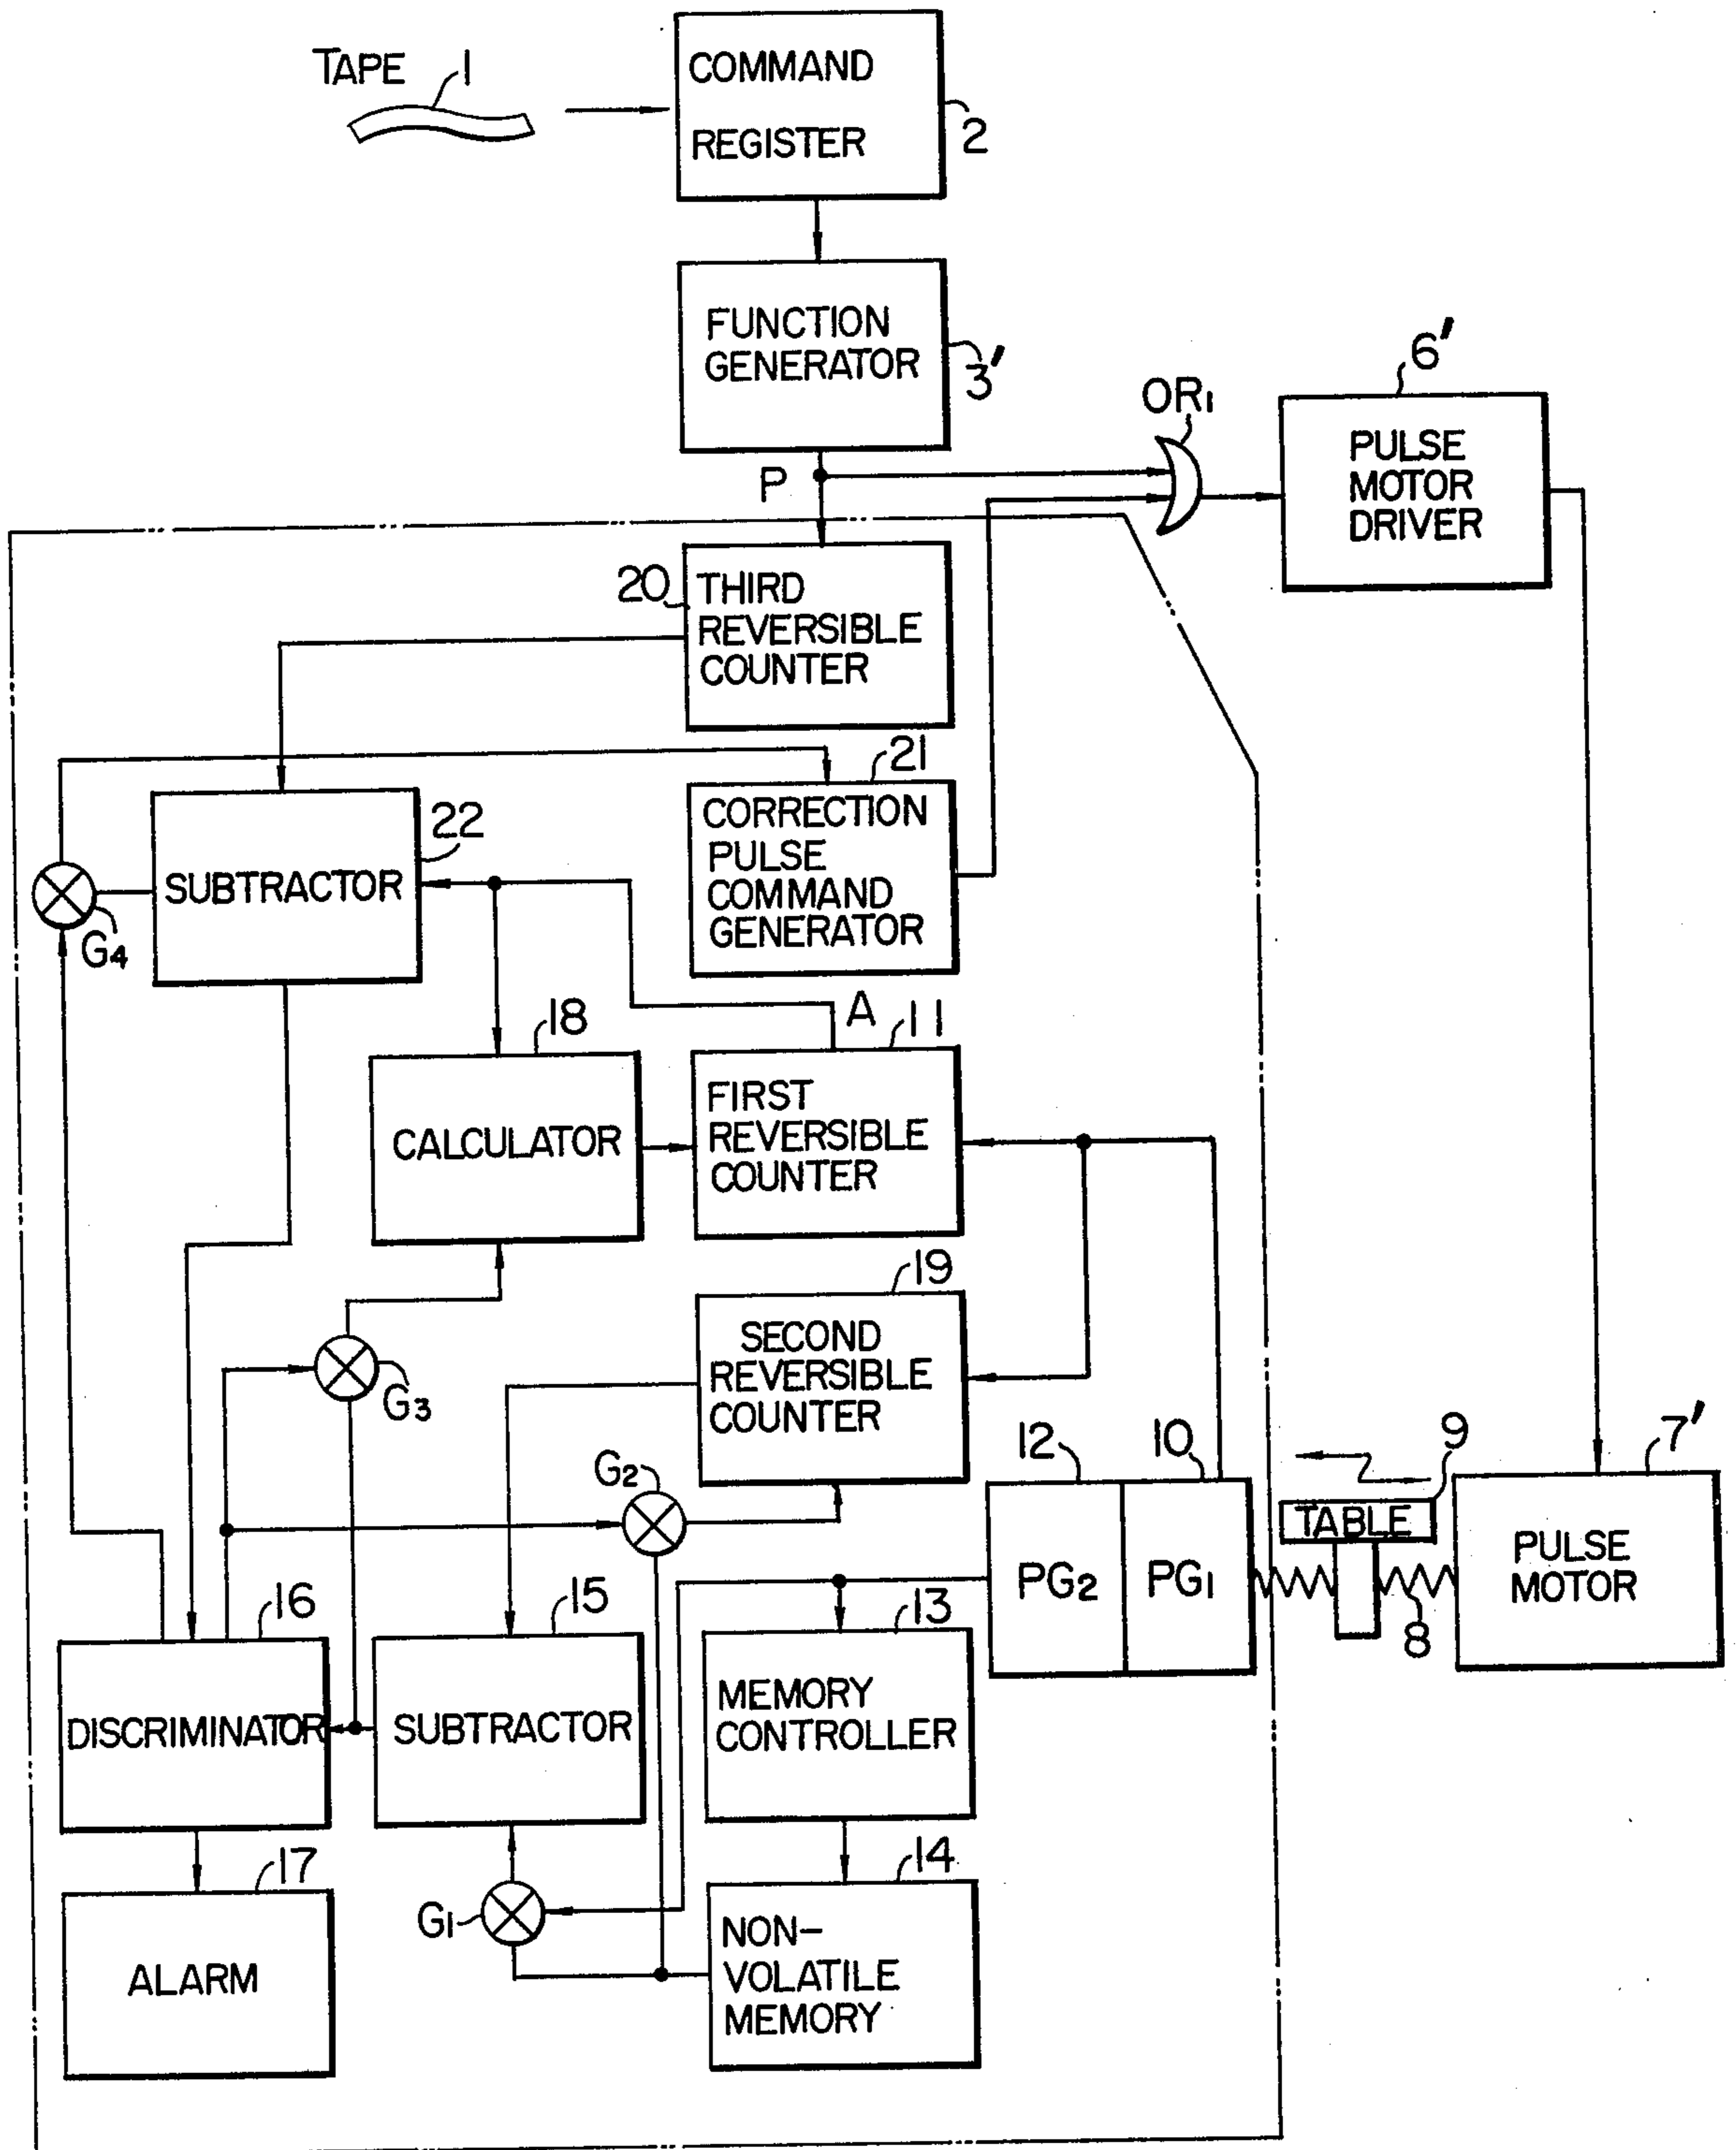 TAPE 1
COMMAND
REGISTER
2
FUNCTION
GENERATOR
3'
P
OR1
6'
PULSE
MOTOR
DRIVER
20
THIRD
REVERSIBLE
COUNTER
21
CORRECTION
PULSE
COMMAND
GENERATOR
22
SUBTRACTOR
G4
A
18
CALCULATOR
11
FIRST
REVERSIBLE
COUNTER
19
SECOND
REVERSIBLE
COUNTER
G3
G2
12
10
PG2
PG1
9
TABLE
8
7'
PULSE
MOTOR
16
DISCRIMINATOR
15
SUBTRACTOR
13
MEMORY
CONTROLLER
17
ALARM
G1
14
NON-
VOLATILE
MEMORY